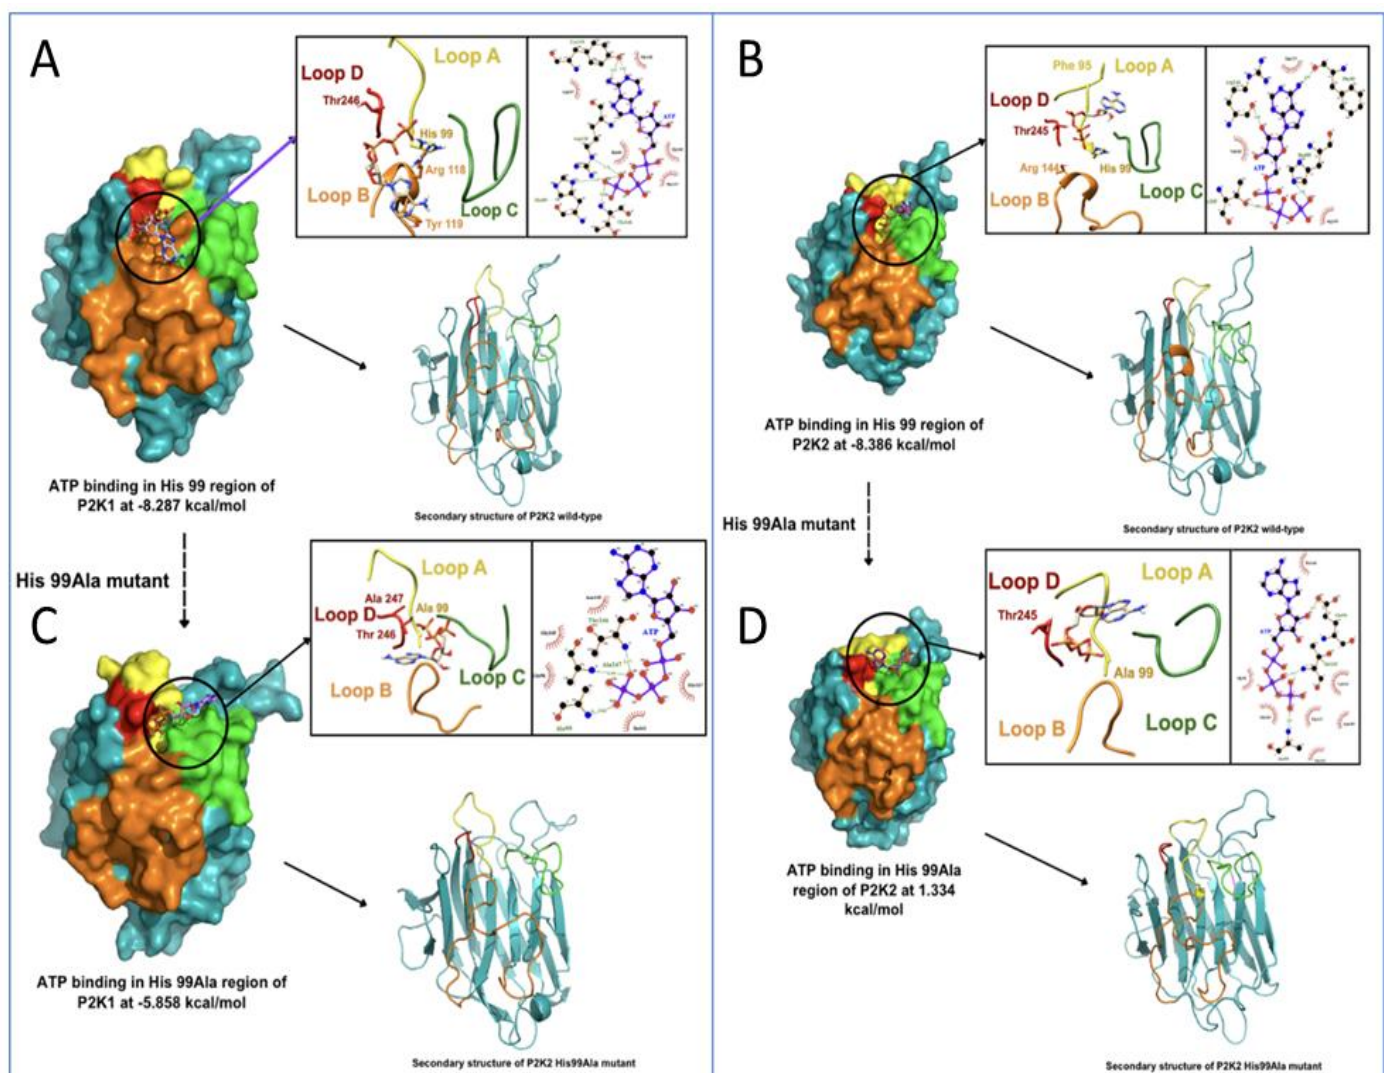 A
Loop A
Loop D
Thr246
His 99
Arg 118
Loop B
Loop C
Tyr 119
ATP
ATP binding in His 99 region of
P2K1 at -8.287 kcal/mol
Secondary structure of P2K2 wild-type
B
Phe 95
Loop A
Loop D
Thr245
Arg 144
His 99
Loop B
Loop C
ATP
ATP binding in His 99 region of
P2K2 at -8.386 kcal/mol
Secondary structure of P2K2 wild-type
His 99Ala mutant
His 99Ala mutant
C
Loop A
Ala 247
Loop D
Ala 99
Thr 246
Loop B
Loop C
Thr246
Ala247
ATP
ATP binding in His 99Ala region of
P2K1 at -5.858 kcal/mol
Secondary structure of P2K2 His99Ala mutant
D
Loop D
Loop A
Thr245
Ala 99
Loop B
Loop C
ATP
ATP binding in His 99Ala
region of P2K2 at 1.334
kcal/mol
Secondary structure of P2K2 His99Ala mutant